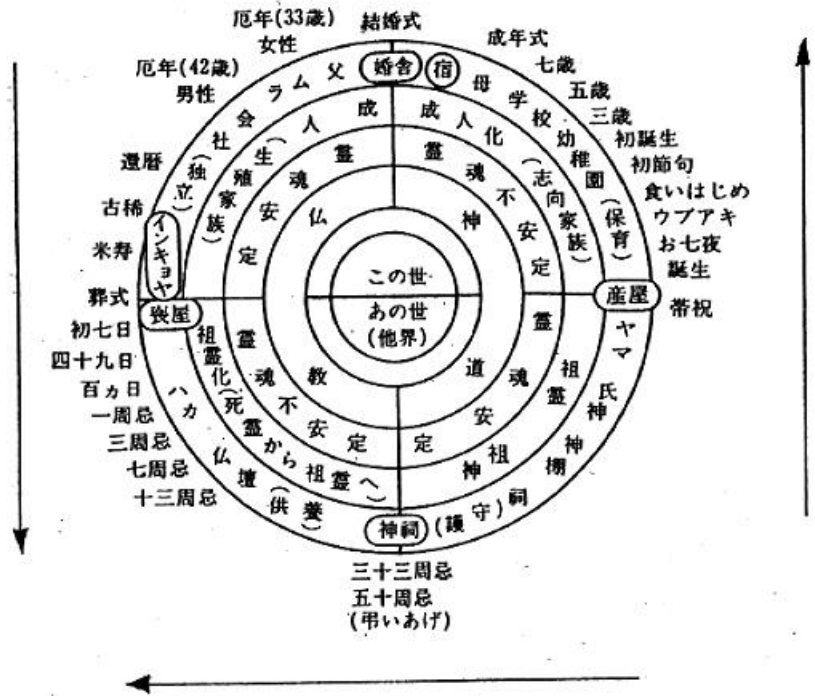 結婚式
成年式
七歳
五歳
三歳
初誕生
初節句
食いはじめ
ウブアキ
お七夜
誕生
帯祝
厄年(33歳)
女性
厄年(42歳)
男性
還暦
古稀
米寿
葬式
初七日
四十九日
百ヵ日
一周忌
三周忌
七周忌
十三周忌
三十三周忌
五十周忌
(弔いあげ)
婚舎
宿
母
学校
幼稚園(保育)
産屋
ヤマ
氏神
神棚
祠
(護守)
神祠
父
ムラ
社会
(独立)
インキョヤ
喪屋
ハカ
仏壇
(供養)
成人化
(志向家族)
成人
(生殖家族)
祖霊
祖神
祖霊化(死霊から祖霊へ)
霊魂不安定
霊魂安定
霊魂不安定
霊魂安定
神道
仏教
この世
あの世
(他界)